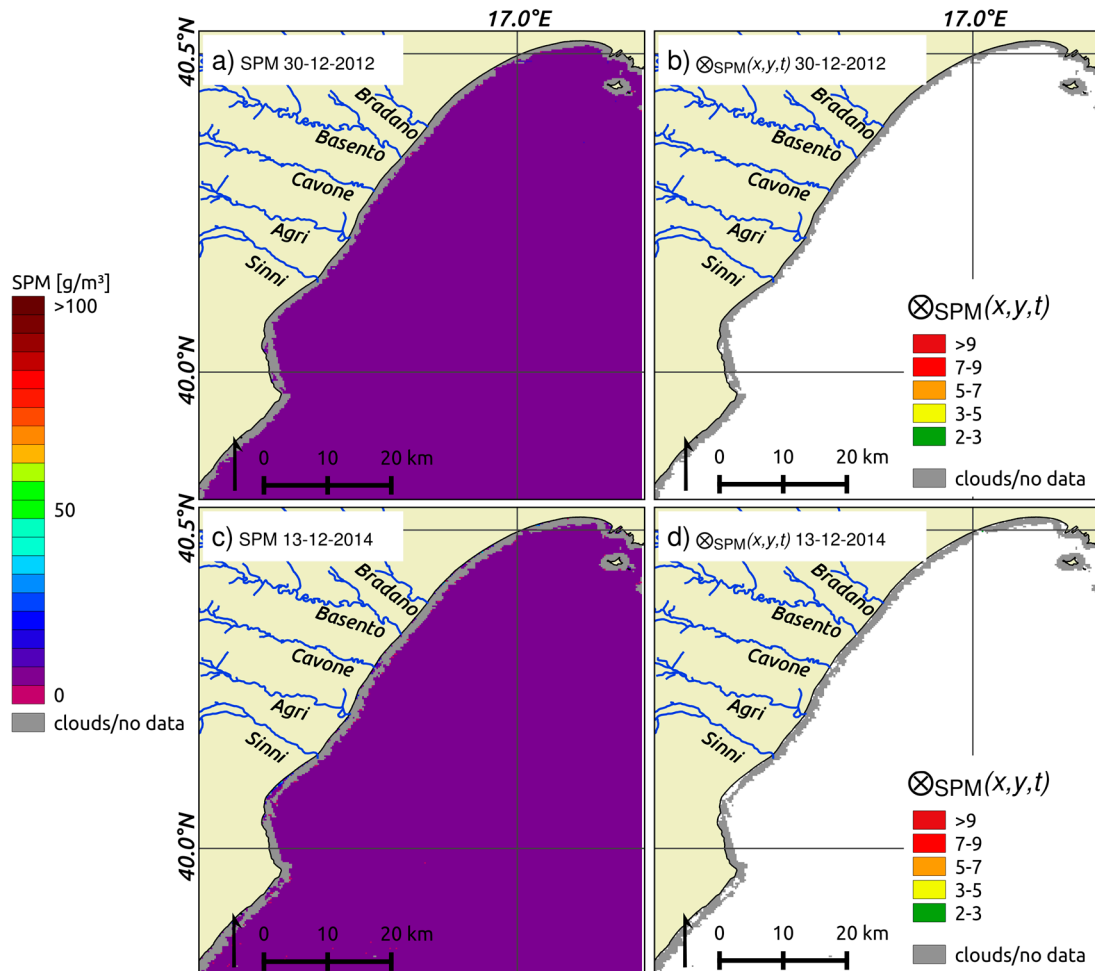 17.0°E
17.0°E
40.5°N
a) SPM 30-12-2012
b) ⊗SPM(x,y,t) 30-12-2012
Bradano
Basento
Cavone
Agri
Sinni
Bradano
Basento
Cavone
Agri
Sinni
SPM [g/m³]
>100
50
0
clouds/no data
40.0°N
0 10 20 km
⊗SPM(x,y,t)
>9
7-9
5-7
3-5
2-3
clouds/no data
0 10 20 km
40.5°N
c) SPM 13-12-2014
d) ⊗SPM(x,y,t) 13-12-2014
Bradano
Basento
Cavone
Agri
Sinni
Bradano
Basento
Cavone
Agri
Sinni
40.0°N
0 10 20 km
⊗SPM(x,y,t)
>9
7-9
5-7
3-5
2-3
clouds/no data
0 10 20 km